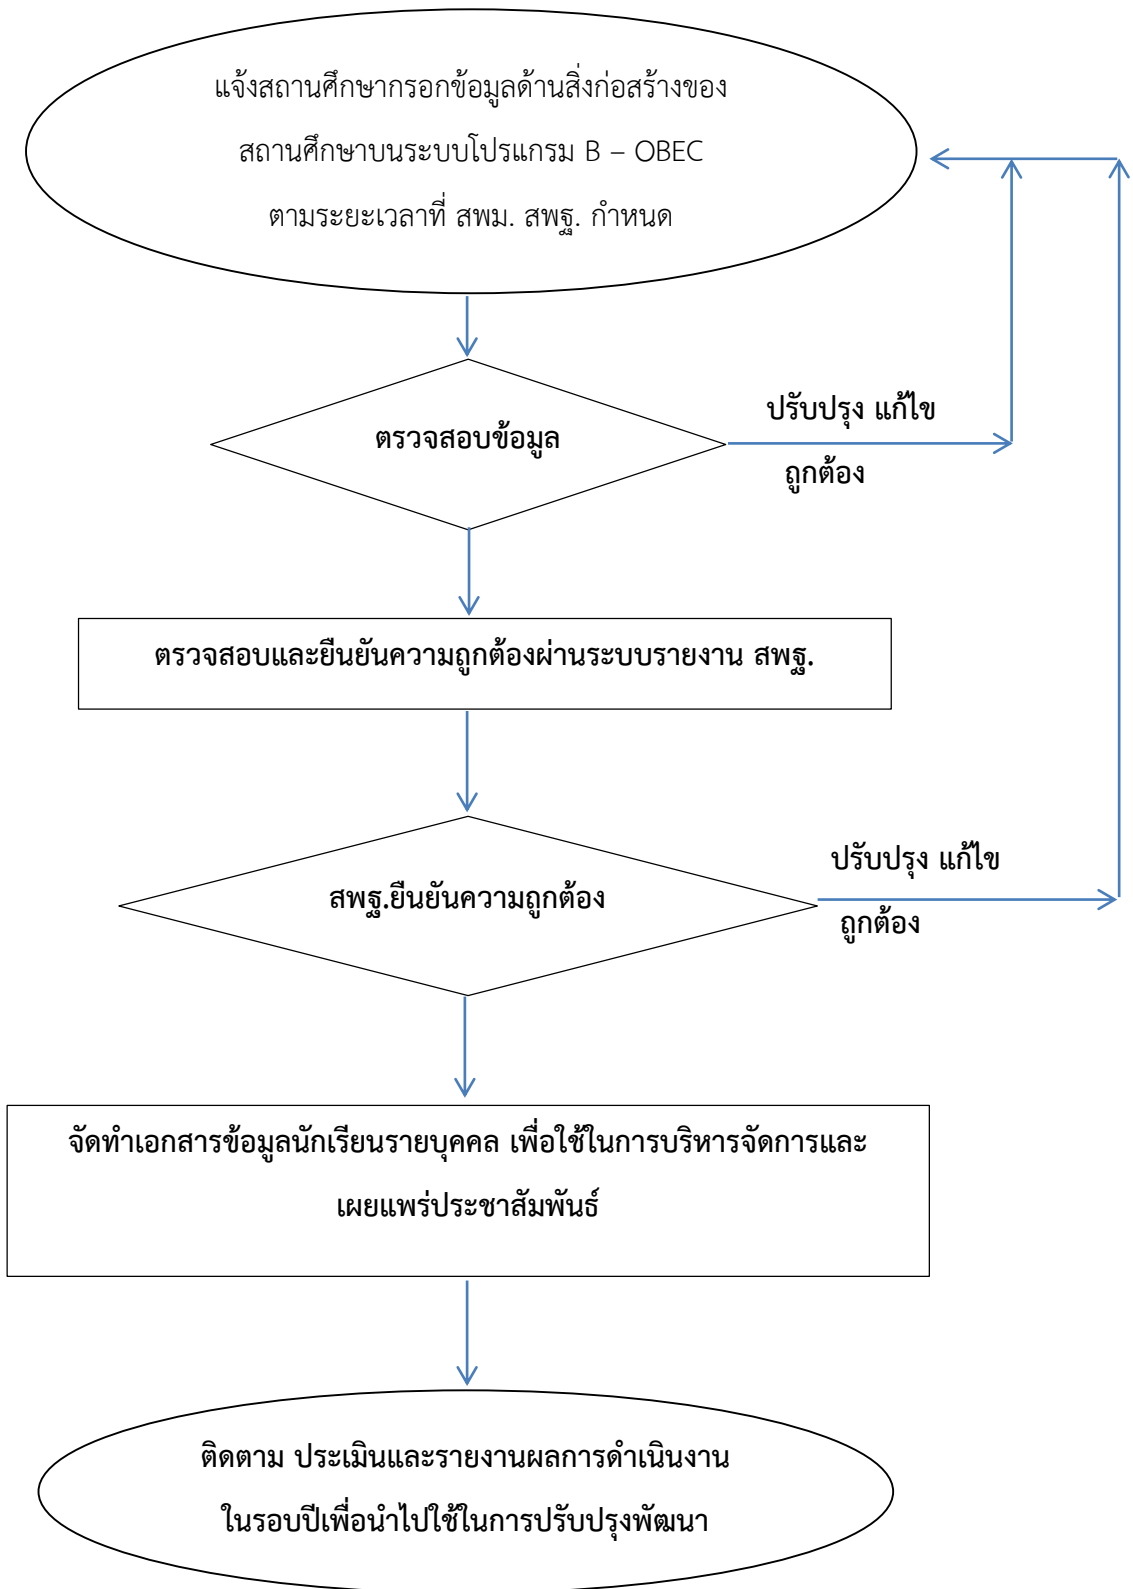 แจ้งสถานศึกษากรอกข้อมูลด้านสิ่งก่อสร้างของ
สถานศึกษาบนระบบโปรแกรม B – OBEC
ตามระยะเวลาที่ สพม. สพฐ. กำหนด
ตรวจสอบข้อมูล
ปรับปรุง แก้ไข
ถูกต้อง
ตรวจสอบและยืนยันความถูกต้องผ่านระบบรายงาน สพฐ.
สพฐ.ยืนยันความถูกต้อง
ปรับปรุง แก้ไข
ถูกต้อง
จัดทำเอกสารข้อมูลนักเรียนรายบุคคล เพื่อใช้ในการบริหารจัดการและ
เผยแพร่ประชาสัมพันธ์
ติดตาม ประเมินและรายงานผลการดำเนินงาน
ในรอบปีเพื่อนำไปใช้ในการปรับปรุงพัฒนา